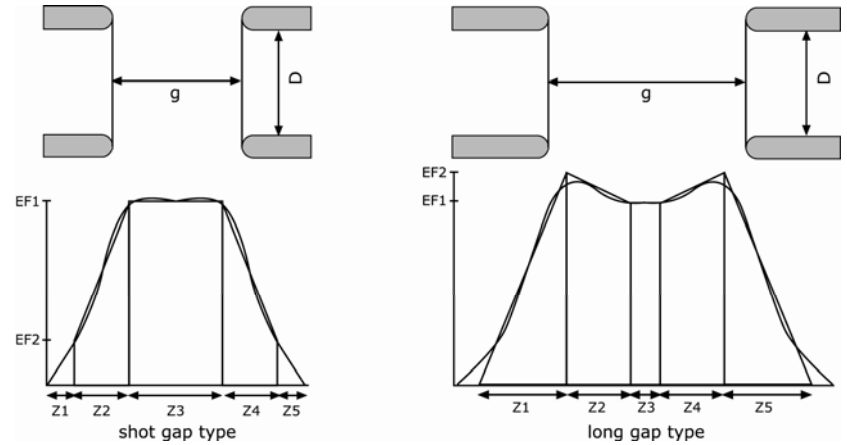 g
D
g
D
EF1
EF2
Z1 Z2 Z3 Z4 Z5
shot gap type
EF2
EF1
Z1 Z2 Z3 Z4 Z5
long gap type